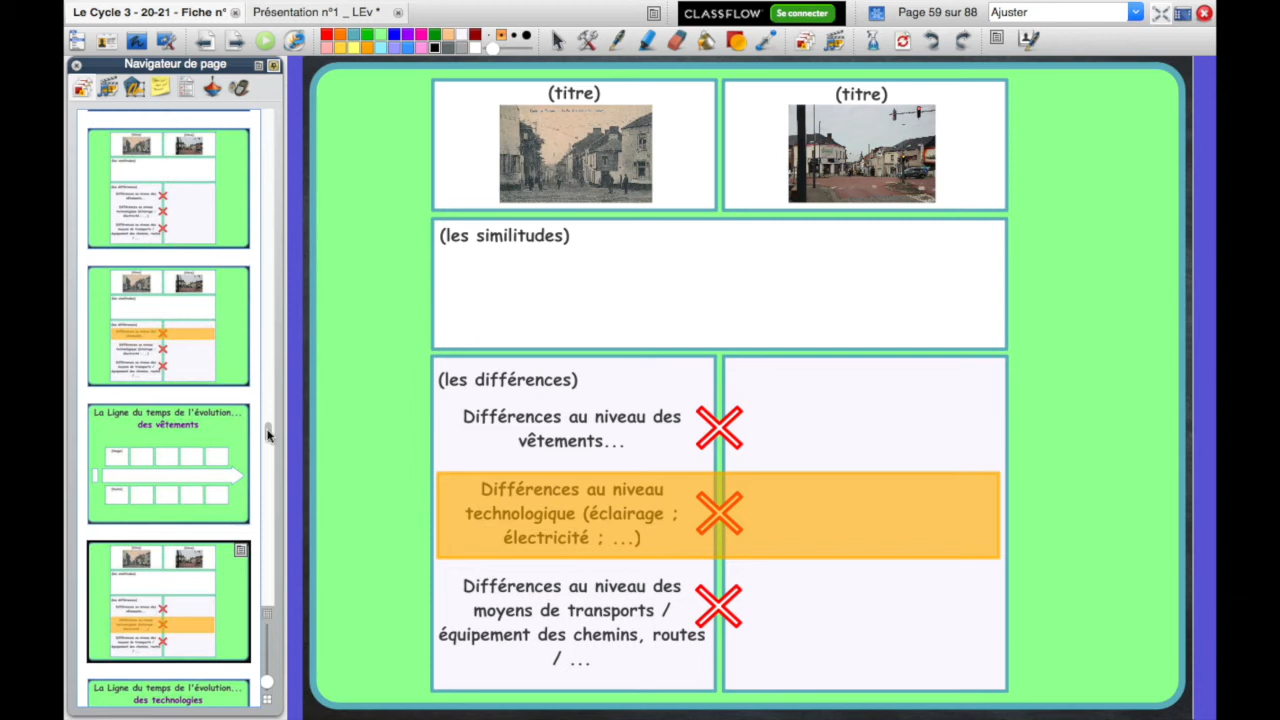 Le Cycle 3 - 20-21 - Fiche n°
Présentation n°1 _ LEv *
CLASSFLOW
Se connecter
Page 59 sur 88
Ajuster
Navigateur de page
(titre)
(titre)
(les similitudes)
(les différences)
Différences au niveau des
vêtements...
Différences au niveau
technologique (éclairage ;
électricité ; ...)
Différences au niveau des
moyens de transports /
équipement des chemins, routes
/ ...
La Ligne du temps de l'évolution...
des vêtements
La Ligne du temps de l'évolution...
des technologies